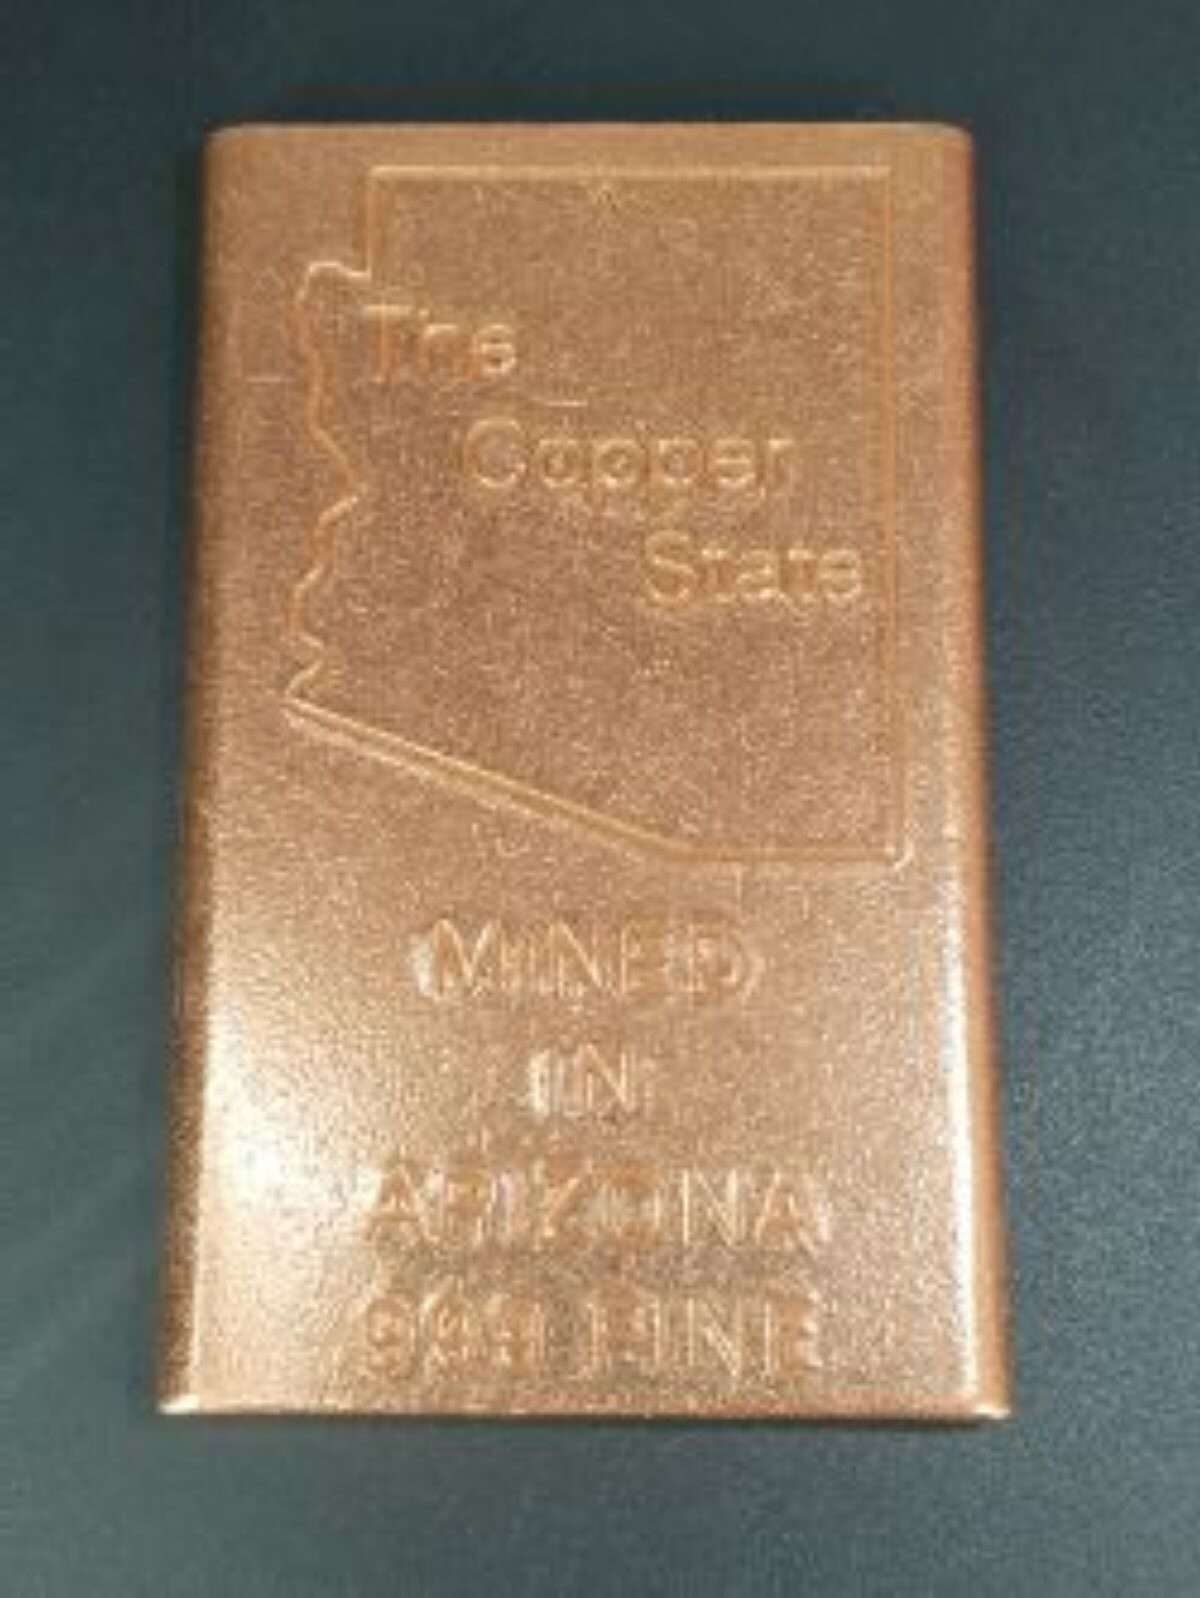 The
Copper
State
MINED
IN
ARIZONA
999 FINE